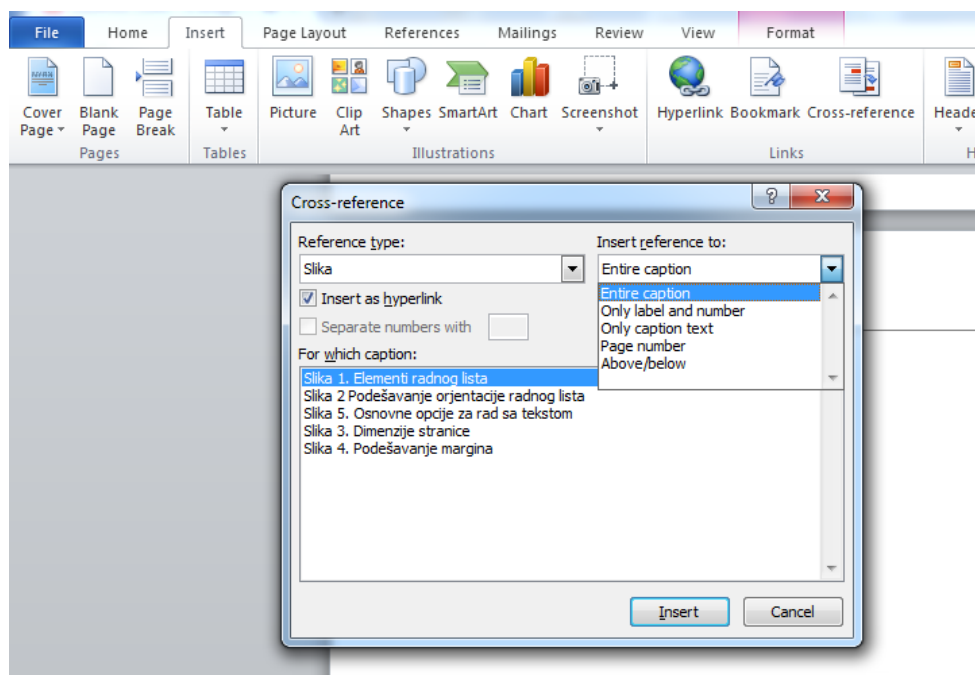 File Home Insert Page Layout References Mailings Review View Format
Cover Page Blank Page Page Break Table Picture Clip Art Shapes SmartArt Chart Screenshot Hyperlink Bookmark Cross-reference Heade
Pages Tables Illustrations Links H
Cross-reference
Reference type: Insert reference to:
Slika Entire caption
Insert as hyperlink Entire caption
Only label and number
Separate numbers with Only caption text
Page number
For which caption: Above/below
Slika 1. Elementi radnog lista
Slika 2 Podešavanje orjentacije radnog lista
Slika 5. Osnovne opcije za rad sa tekstom
Slika 3. Dimenzije stranice
Slika 4. Podešavanje margina
Insert Cancel